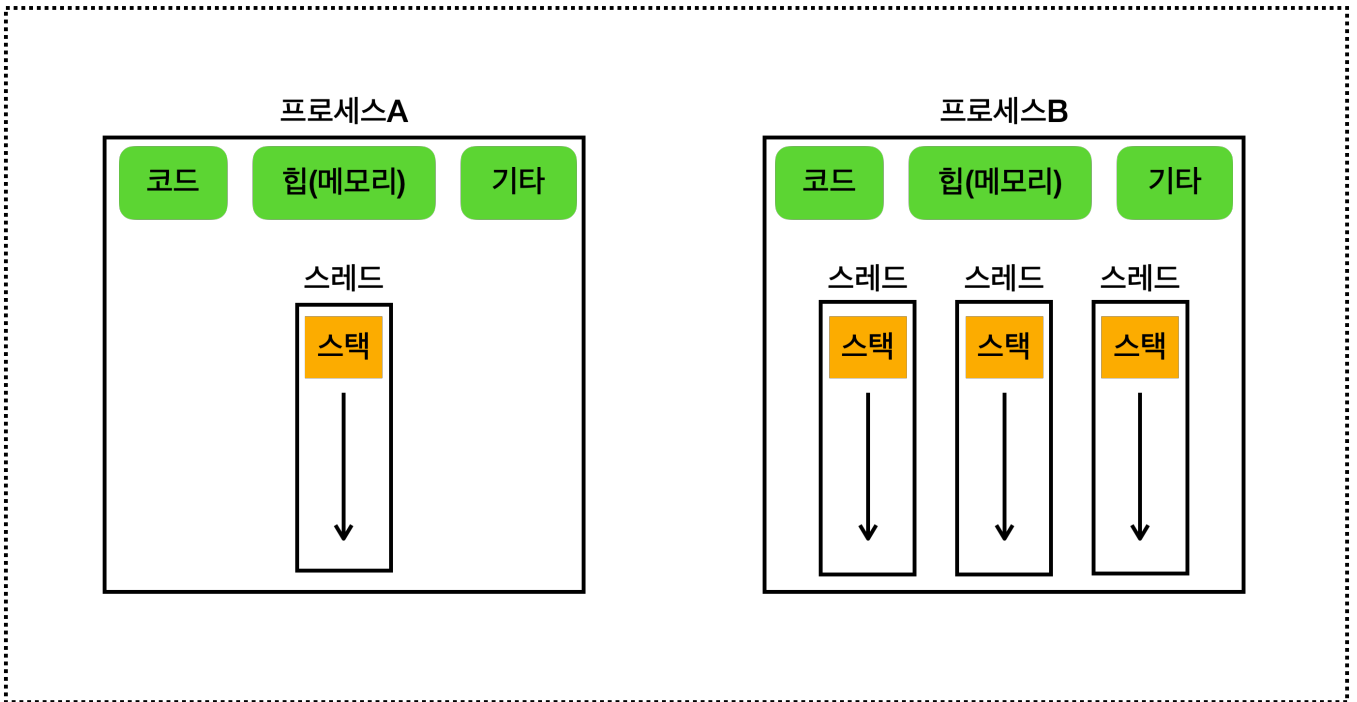 프로세스A
코드
힙(메모리)
기타
스레드
스택
프로세스B
코드
힙(메모리)
기타
스레드 스레드 스레드
스택 스택 스택